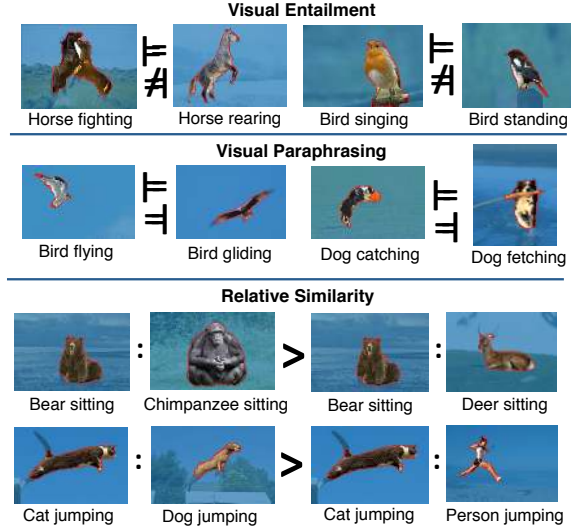 Visual Entailment
⊨ ⊭ ⊨ ⊭
Horse fighting Horse rearing Bird singing Bird standing
Visual Paraphrasing
⊨ ⫤ ⊨ ⫤
Bird flying Bird gliding Dog catching Dog fetching
Relative Similarity
: > :
Bear sitting Chimpanzee sitting Bear sitting Deer sitting
: > :
Cat jumping Dog jumping Cat jumping Person jumping